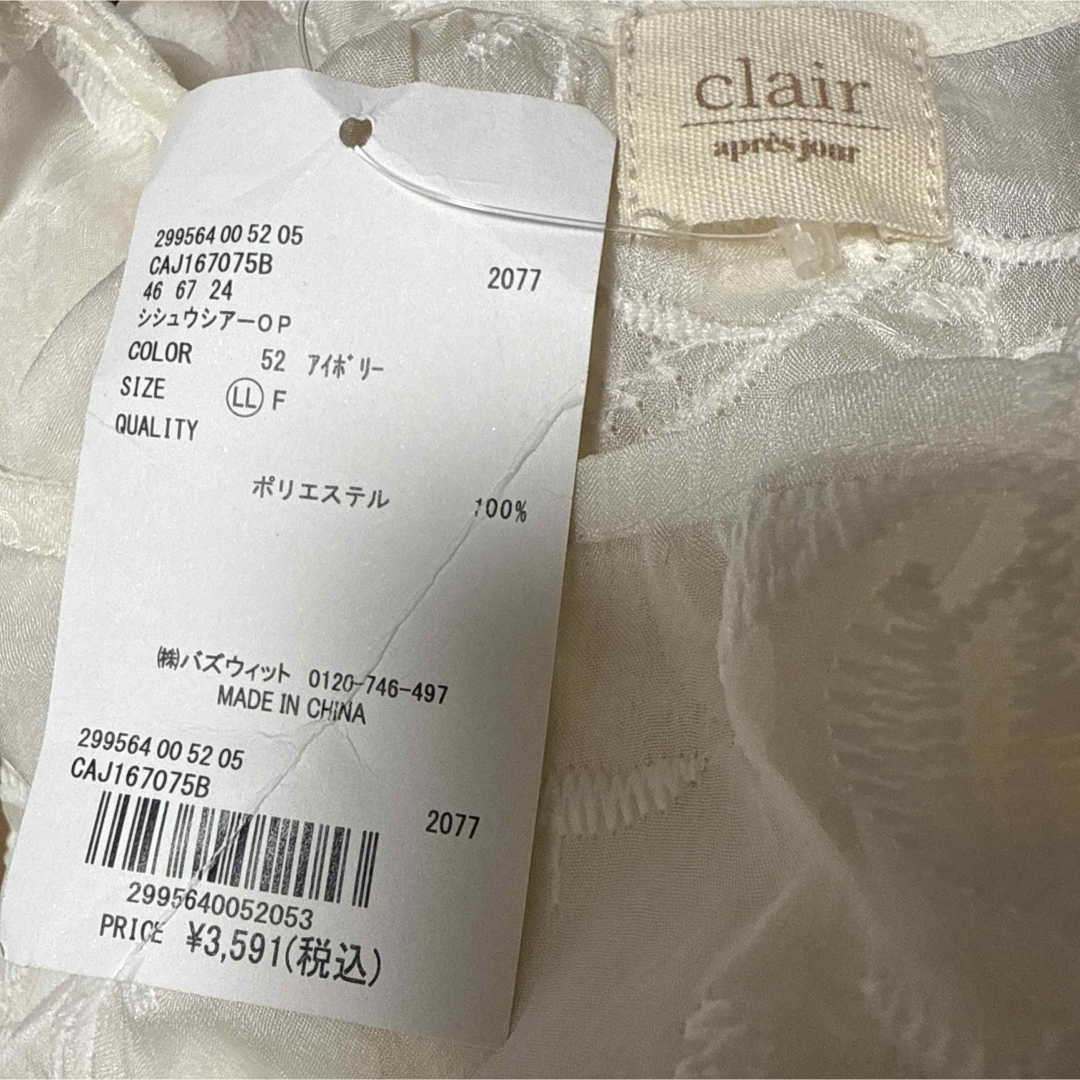 clair
après jour
299564 00 52 05
CAJ167075B
2077
46 67 24
シシュウシアーOP
COLOR 52 アイボリー
SIZE LL F
QUALITY
ポリエステル 100%
㈱バズウィット 0120-746-497
MADE IN CHINA
299564 00 52 05
CAJ167075B
2077
2995640052053
PRICE ¥3,591(税込)